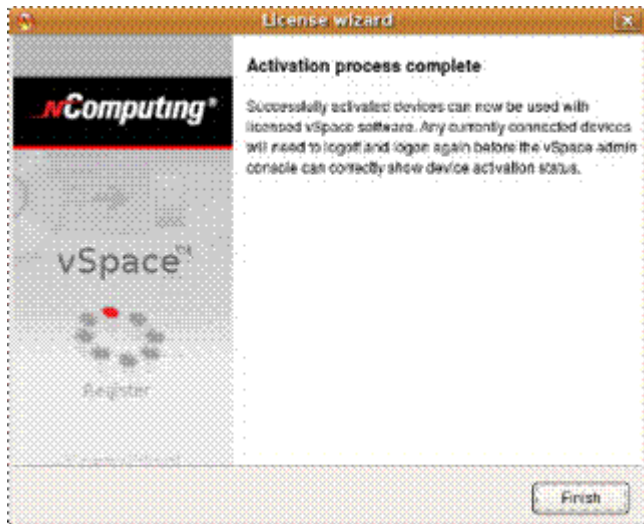 License wizard
Activation process complete
nComputing®
Successfully activated devices can now be used with
licensed vSpace software. Any currently connected devices
will need to logoff and logon again before the vSpace admin
console can correctly show device activation status.
vSpace™
Register
Finish